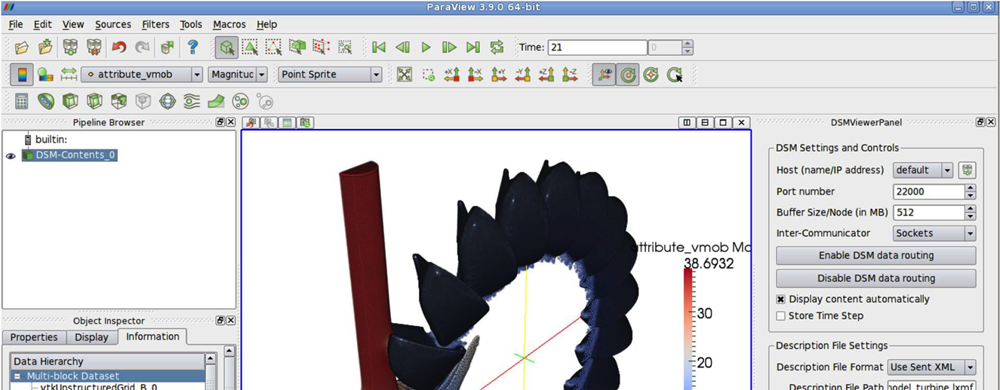 ParaView 3.9.0 64-bit
File Edit View Sources Filters Tools Macros Help
Time: 21 0
attribute_vmob Magnituc Point Sprite
+X -X +Y -Y +Z -Z
Pipeline Browser
builtin:
DSM-Contents_0
Object Inspector
Properties Display Information
Data Hierarchy
Multi-block Dataset
vtkUnstructuredGrid_B_0
attribute_vmob Mo
38.6932
30
20
DSMViewerPanel
DSM Settings and Controls
Host (name/IP address) default
Port number 22000
Buffer Size/Node (in MB) 512
Inter-Communicator Sockets
Enable DSM data routing
Disable DSM data routing
Display content automatically
Store Time Step
Description File Settings
Description File Format Use Sent XML
Description File Path odel_turbine.lxmf